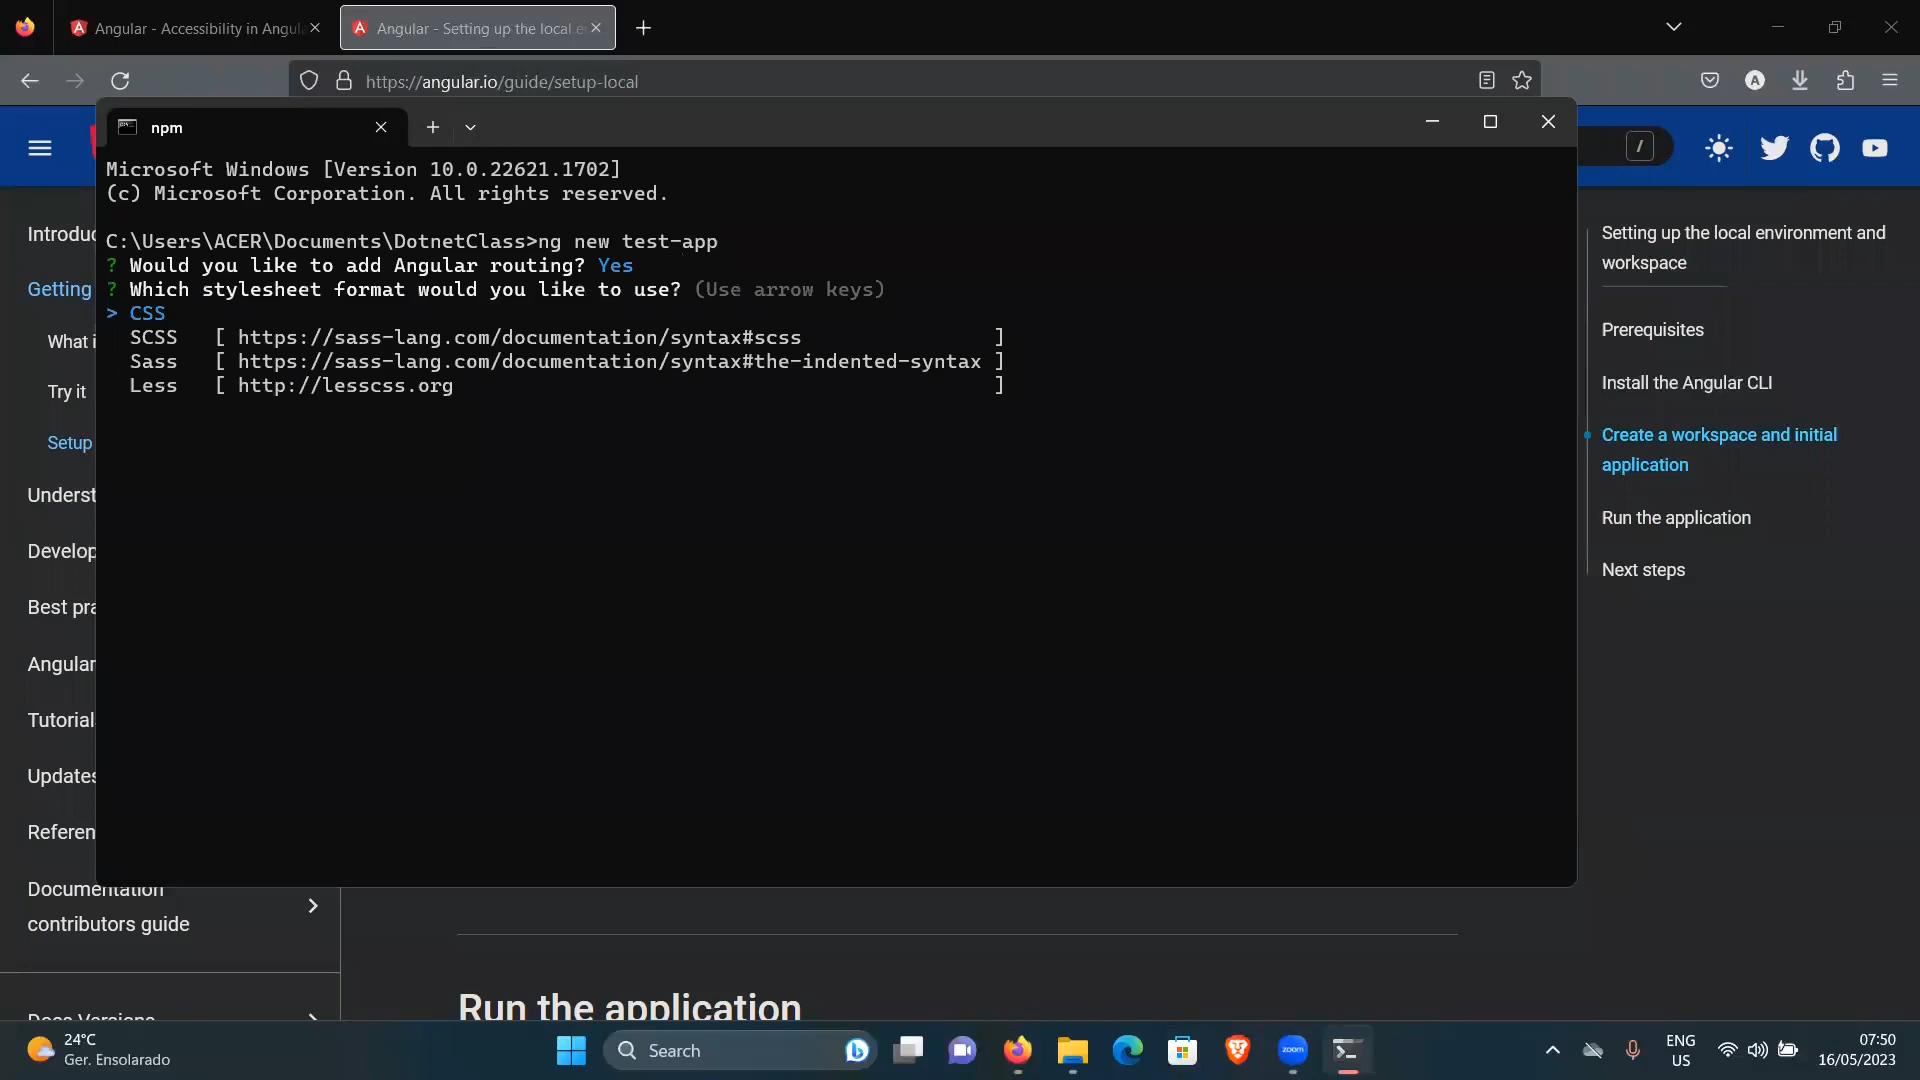 Angular - Accessibility in Angul
Angular - Setting up the local e
https://angular.io/guide/setup-local
npm
/
Microsoft Windows [Version 10.0.22621.1702]
(c) Microsoft Corporation. All rights reserved.
C:\Users\ACER\Documents\DotnetClass>ng new test-app
? Would you like to add Angular routing? Yes
? Which stylesheet format would you like to use? (Use arrow keys)
> CSS
SCSS [ https://sass-lang.com/documentation/syntax#scss ]
Sass [ https://sass-lang.com/documentation/syntax#the-indented-syntax ]
Less [ http://lesscss.org ]
Introduc
Getting
What i
Try it
Setup
Underst
Develop
Best pra
Angular
Tutorial
Updates
Referen
Documentation
contributors guide
Docs Versions
Setting up the local environment and
workspace
Prerequisites
Install the Angular CLI
Create a workspace and initial
application
Run the application
Next steps
Run the application
24°C
Ger. Ensolarado
Search
zoom
ENG
US
07:50
16/05/2023